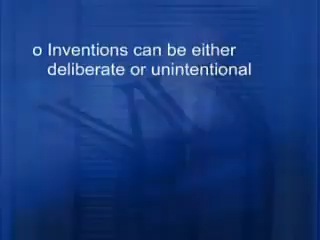 o Inventions can be either
deliberate or unintentional